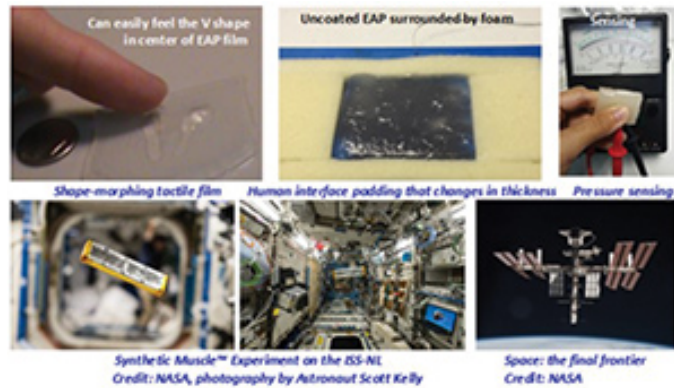 Can easily feel the V shape
in center of EAP film
Uncoated EAP surrounded by foam
Sensing
Shape-morphing tactile film
Human interface padding that changes in thickness
Pressure sensing
Synthetic Muscle™ Experiment on the ISS-NL
Credit: NASA, photography by Astronaut Scott Kelly
Space: the final frontier
Credit: NASA